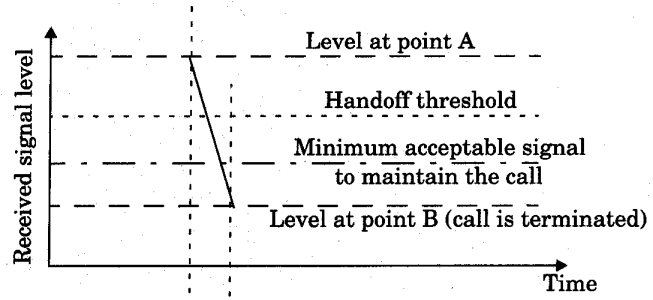 Level at point A
Handoff threshold
Minimum acceptable signal
to maintain the call
Level at point B (call is terminated)
Time
Received signal level